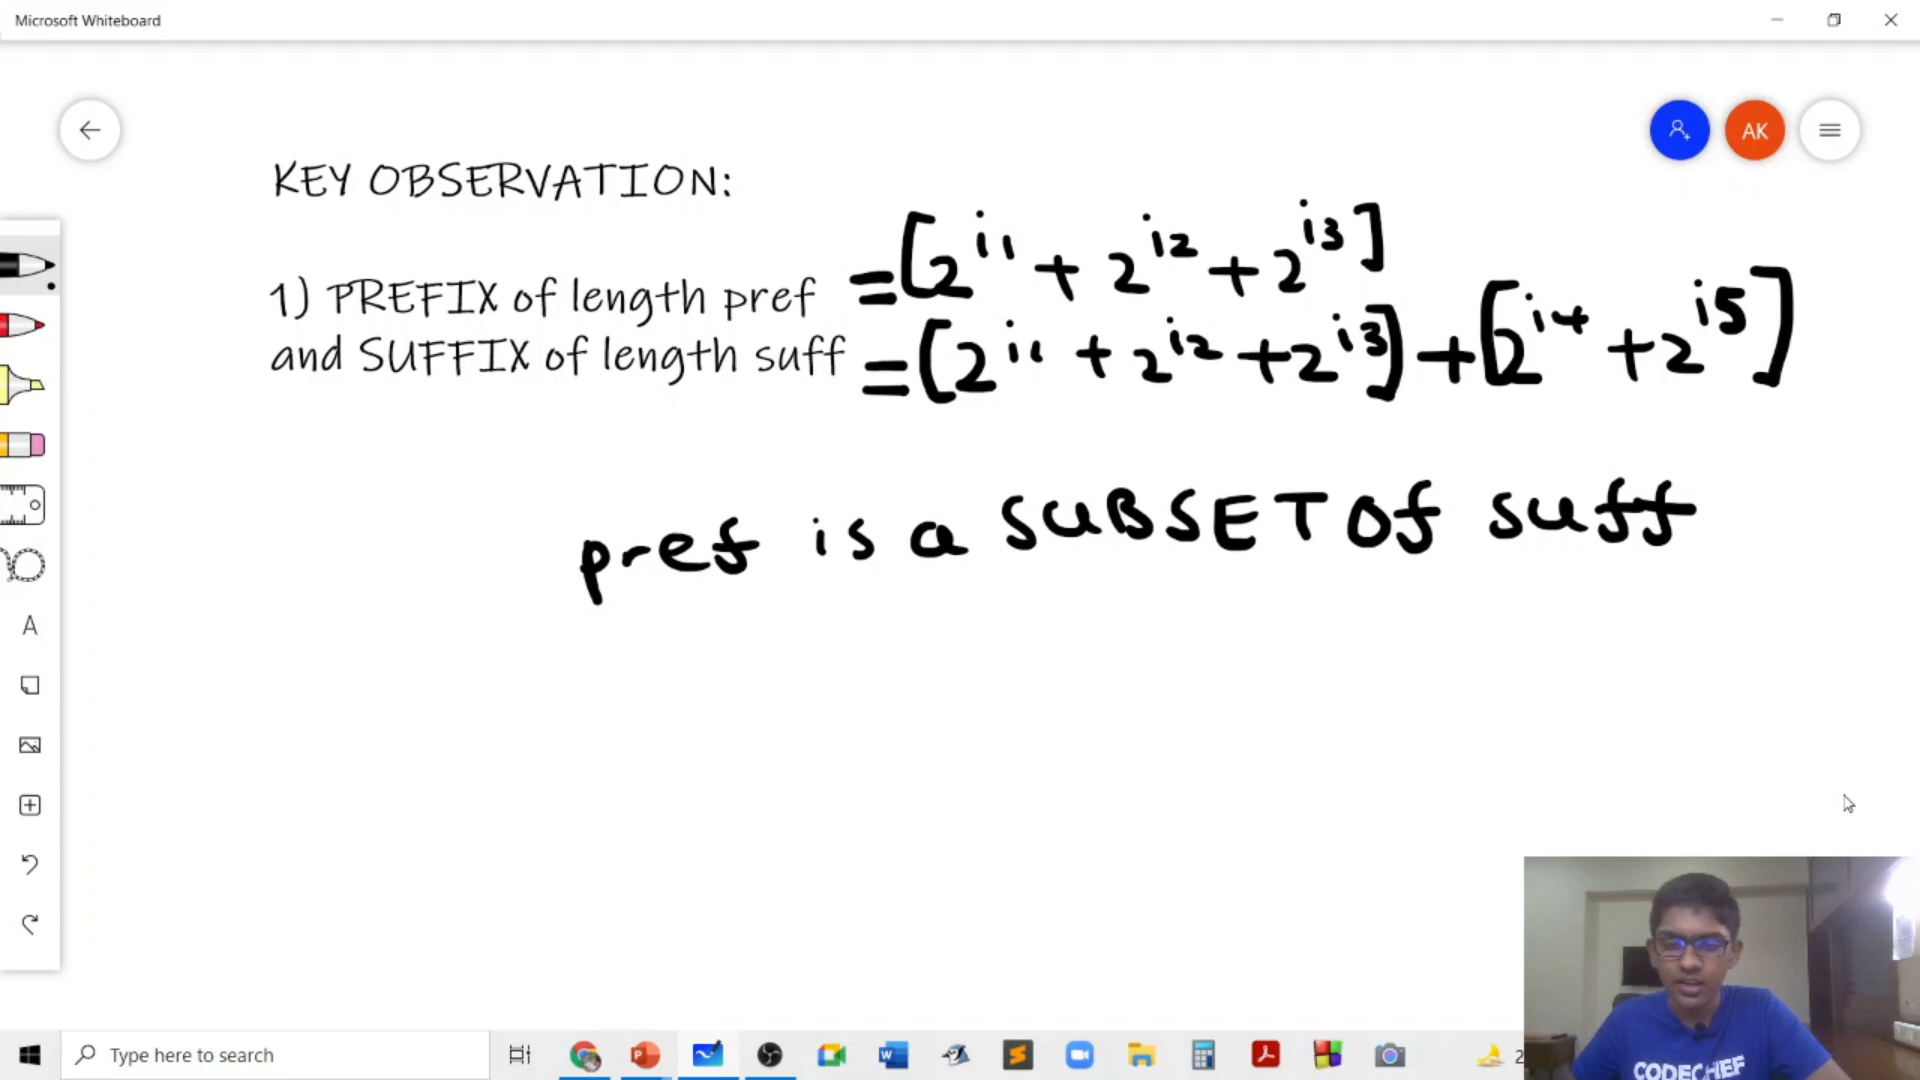 Microsoft Whiteboard
AK
KEY OBSERVATION:
1) PREFIX of length pref =[2^i1 + 2^i2 + 2^i3]
and SUFFIX of length suff =[2^i1 + 2^i2 + 2^i3] + [2^i4 + 2^i5]
pref is a SUBSET Of suff
A
Type here to search
2
CODECHEF